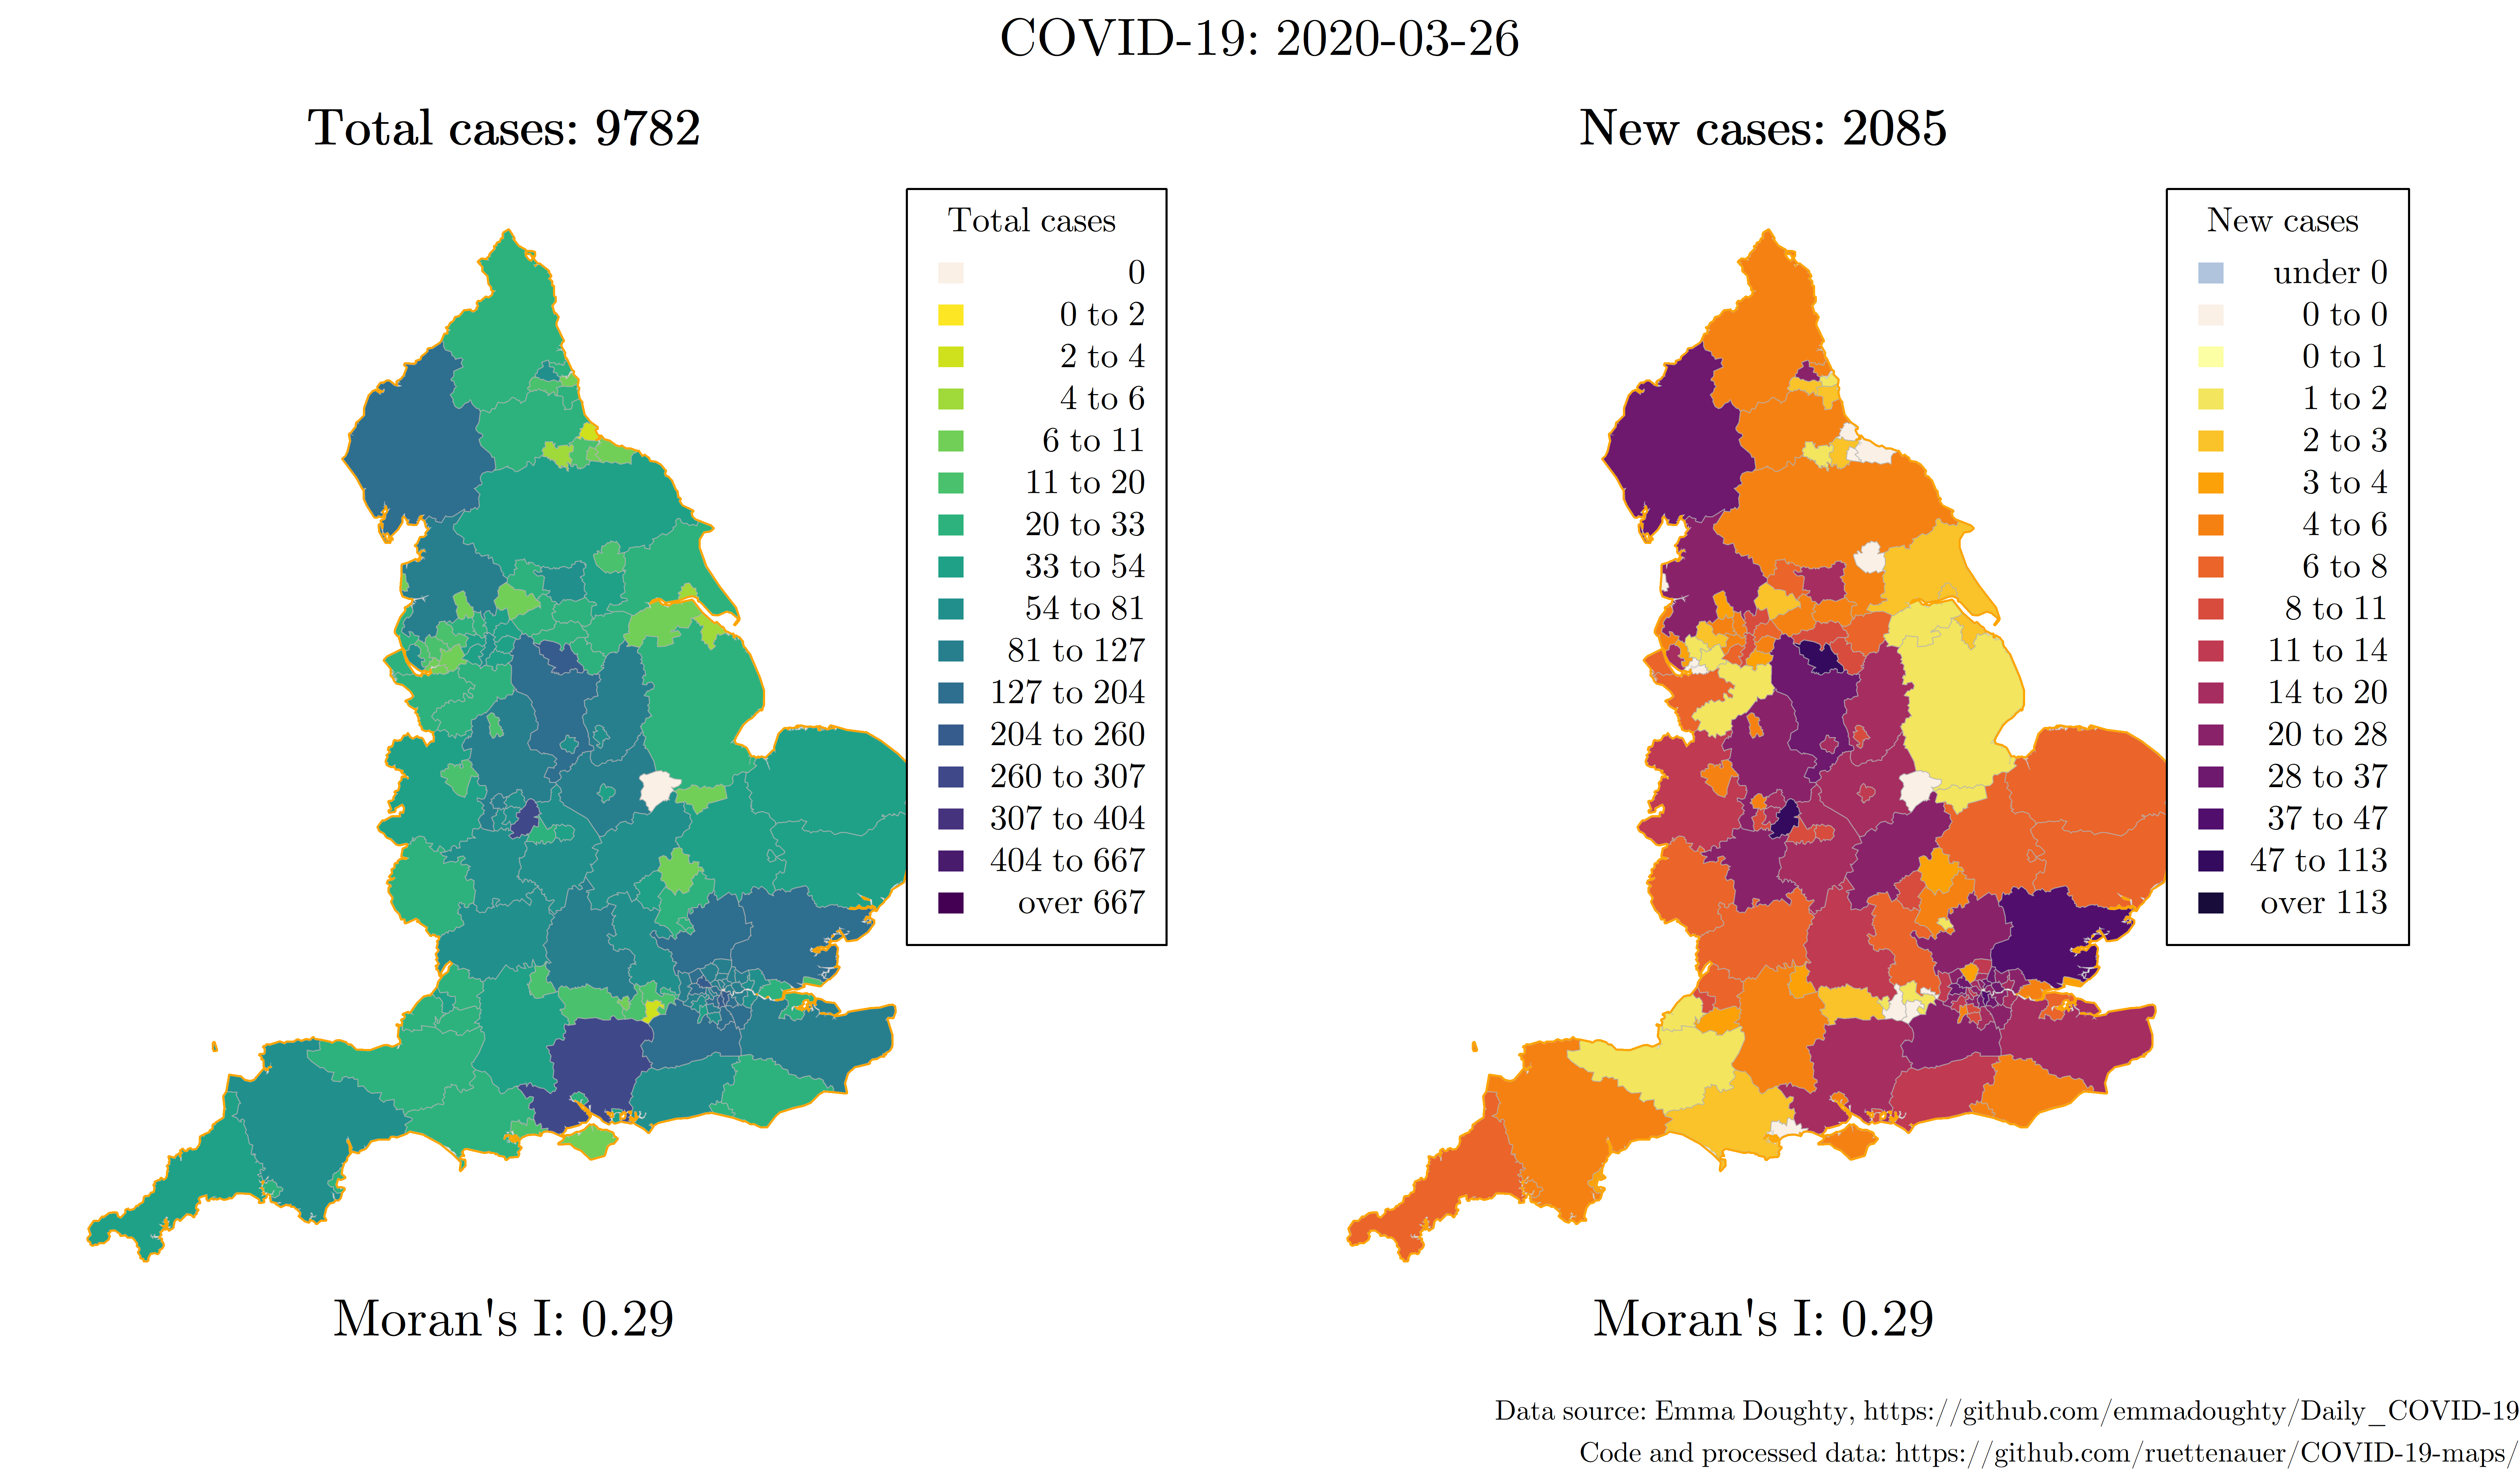 COVID-19: 2020-03-26
Total cases: 9782
Total cases
0
0 to 2
2 to 4
4 to 6
6 to 11
11 to 20
20 to 33
33 to 54
54 to 81
81 to 127
127 to 204
204 to 260
260 to 307
307 to 404
404 to 667
over 667
Moran's I: 0.29
New cases: 2085
New cases
under 0
0 to 0
0 to 1
1 to 2
2 to 3
3 to 4
4 to 6
6 to 8
8 to 11
11 to 14
14 to 20
20 to 28
28 to 37
37 to 47
47 to 113
over 113
Moran's I: 0.29
Data source: Emma Doughty, https://github.com/emmadoughty/Daily_COVID-19
Code and processed data: https://github.com/ruettenauer/COVID-19-maps/